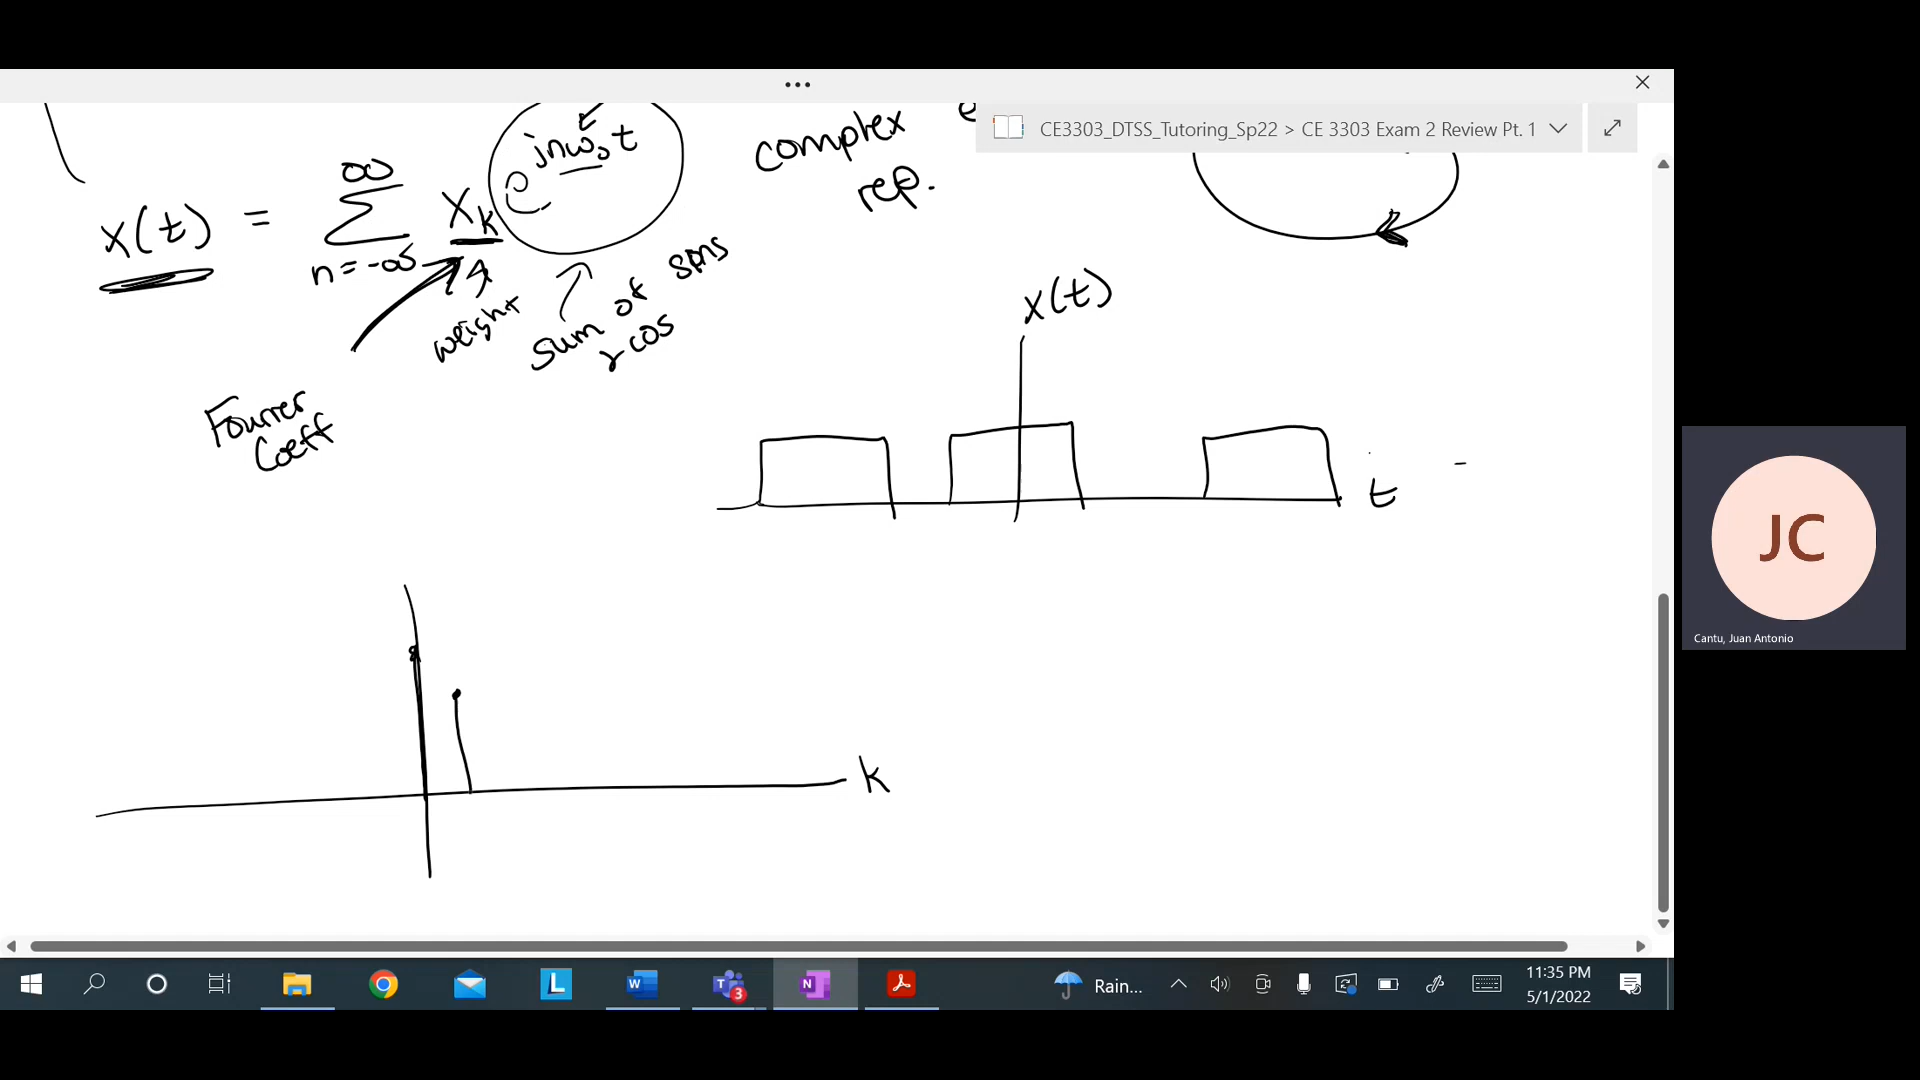 CE3303_DTSS_Tutoring_Sp22 > CE 3303 Exam 2 Review Pt. 1
complex
rep.
x(t) = ∞ Σ n=-∞ Xk e^jnω₀t
weight
sum of sins
& cos
Fourier
Coeff
x(t)
t
k
JC
Cantu, Juan Antonio
L
W
T 3
N
Rain...
11:35 PM
5/1/2022